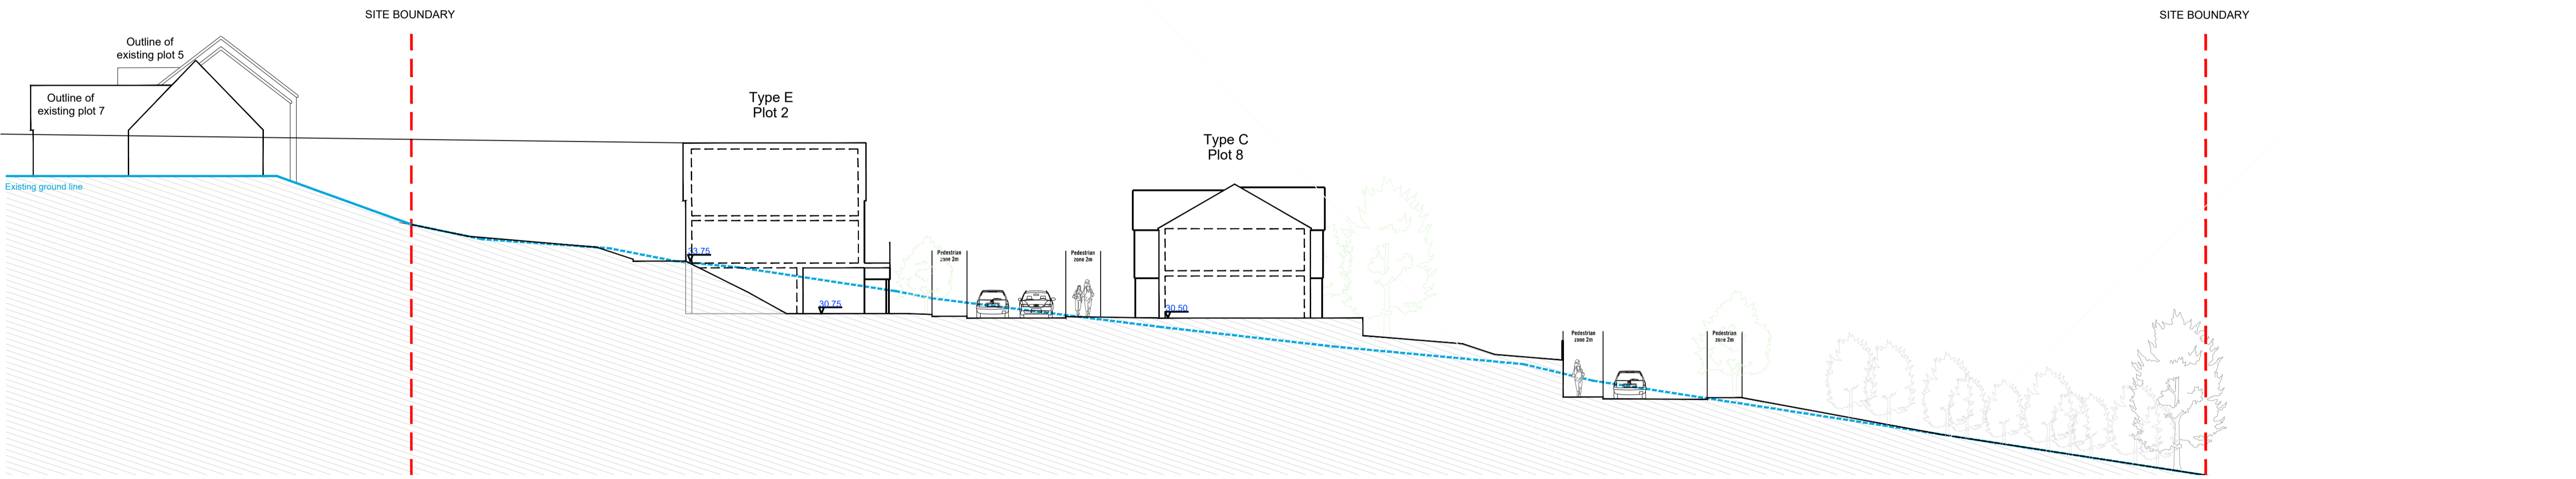 SITE BOUNDARY
SITE BOUNDARY
Outline of
existing plot 5
Outline of
existing plot 7
Type E
Plot 2
Type C
Plot 8
Existing ground line
33.75
30.75
Pedestrian
zone 2m
Pedestrian
zone 2m
30.50
Pedestrian
zone 2m
Pedestrian
zone 2m